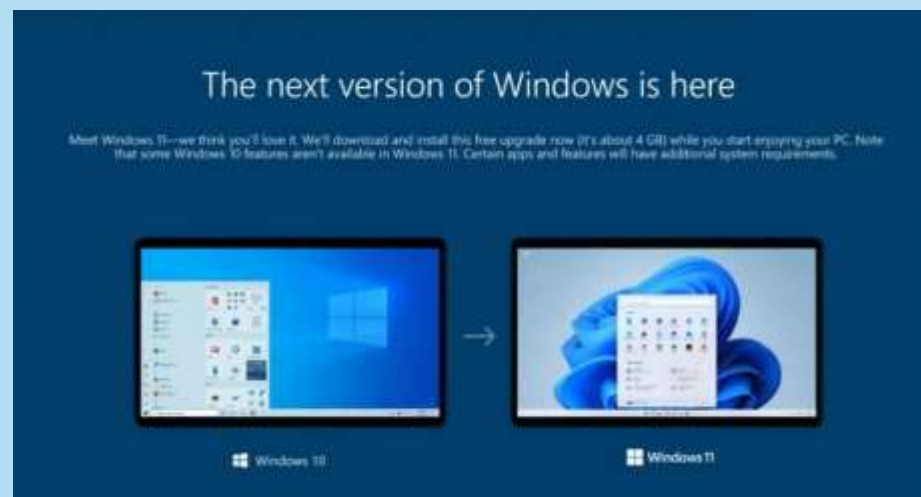 The next version of Windows is here
Meet Windows 11—we think you'll love it. We'll download and install this free upgrade now (it's about 4 GB) while you start enjoying your PC. Note
that some Windows 10 features aren't available in Windows 11. Certain apps and features will have additional system requirements.
Windows 10
Windows 11